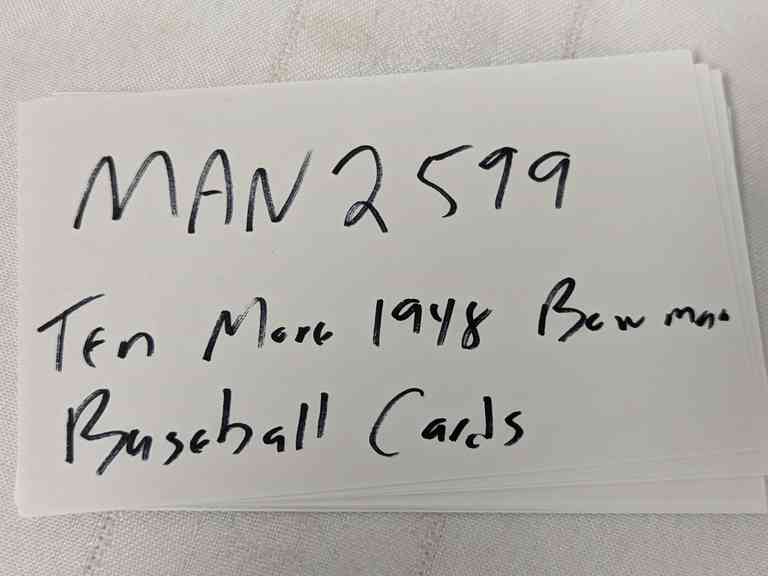 MAN2599
Ten More 1948 Bowman
Baseball Cards